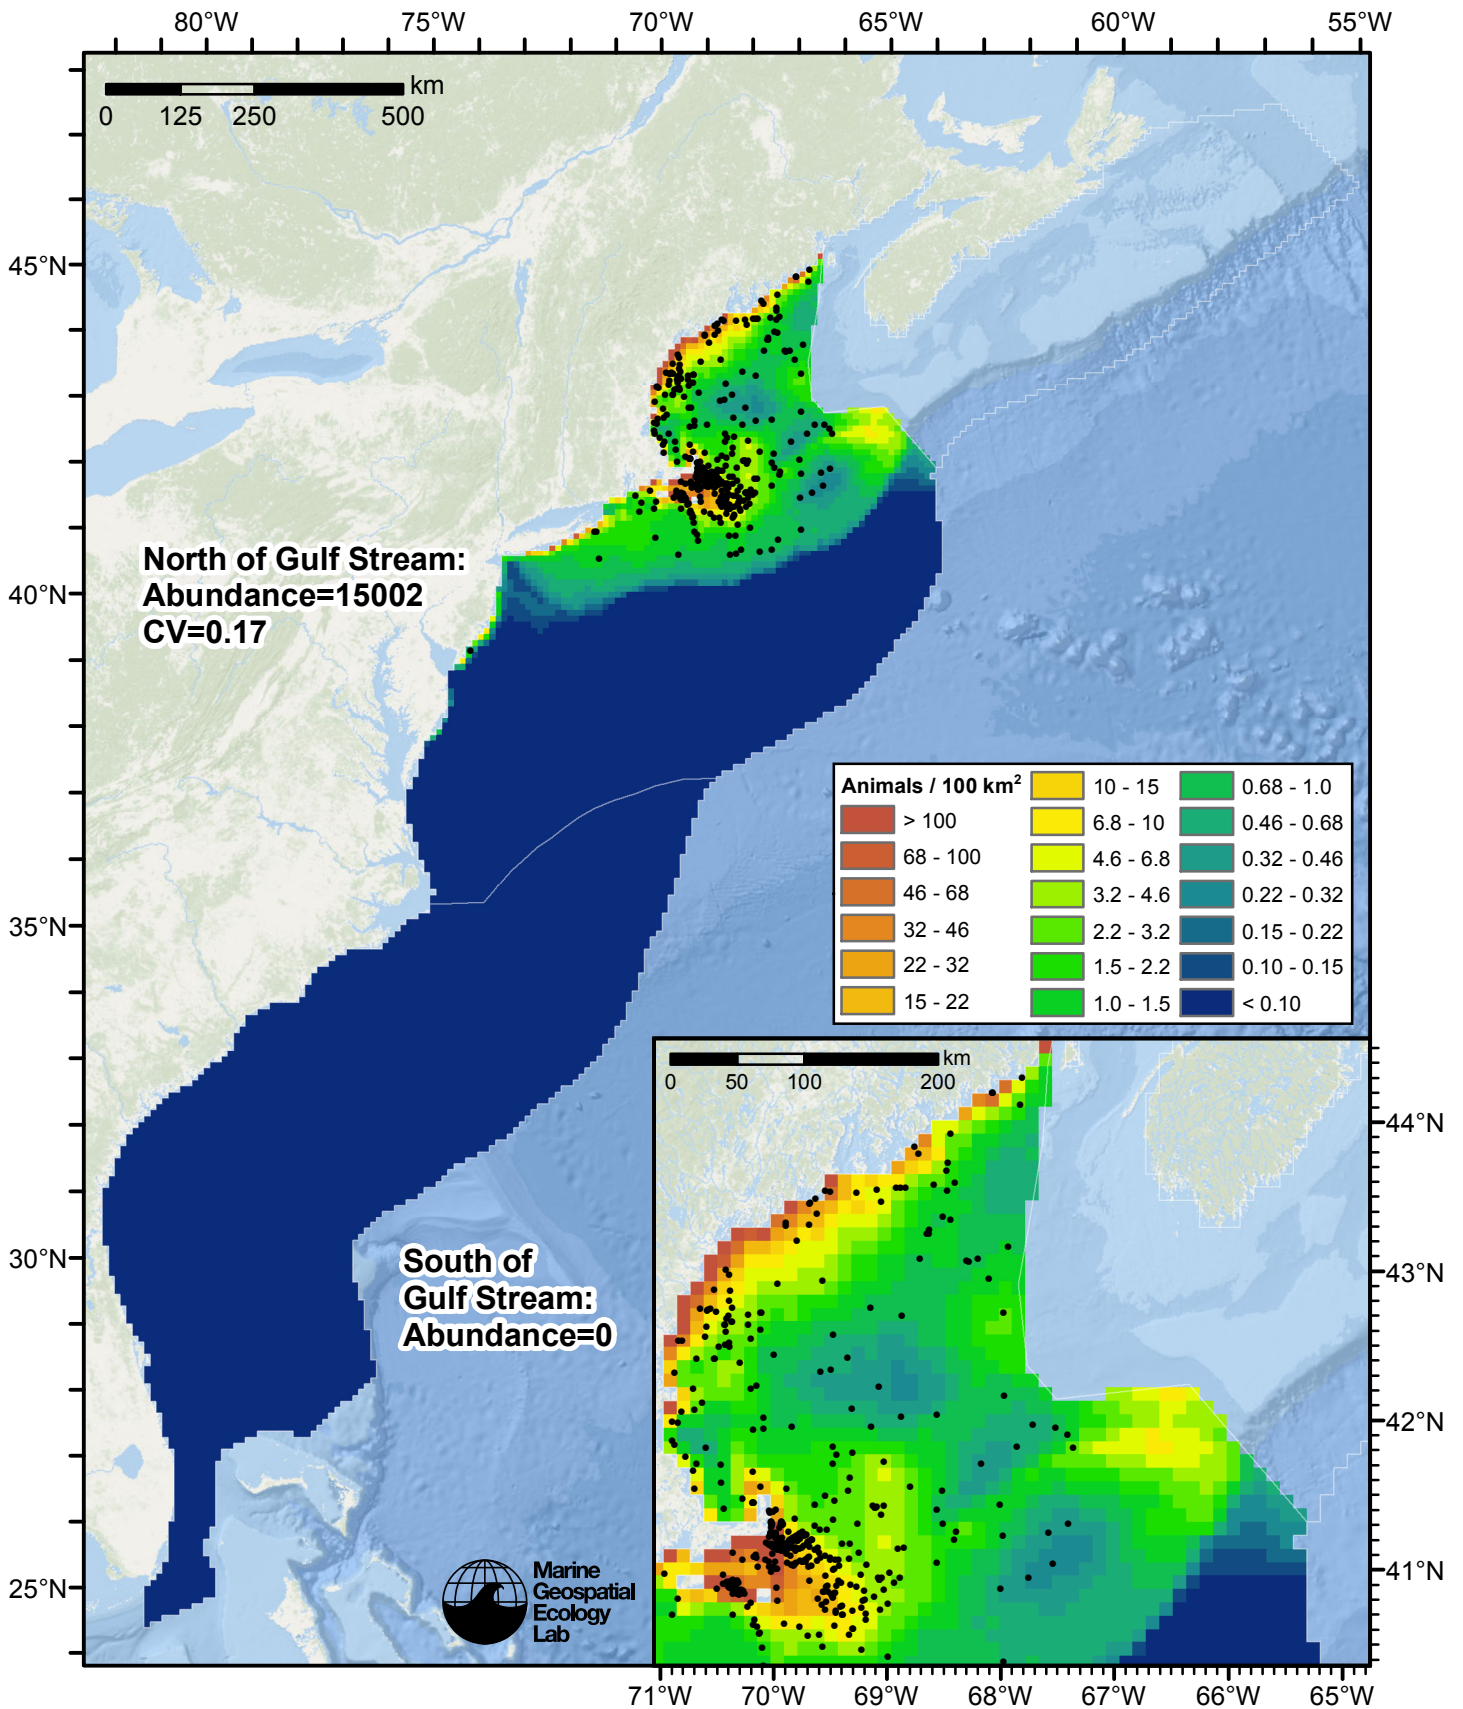 80°W 75°W 70°W 65°W 60°W 55°W
km
0 125 250 500
45°N
40°N
35°N
30°N
25°N
North of Gulf Stream:
Abundance=15002
CV=0.17
Animals / 100 km²
> 100
68 - 100
46 - 68
32 - 46
22 - 32
15 - 22
10 - 15
6.8 - 10
4.6 - 6.8
3.2 - 4.6
2.2 - 3.2
1.5 - 2.2
1.0 - 1.5
0.68 - 1.0
0.46 - 0.68
0.32 - 0.46
0.22 - 0.32
0.15 - 0.22
0.10 - 0.15
< 0.10
South of
Gulf Stream:
Abundance=0
Marine
Geospatial
Ecology
Lab
km
0 50 100 200
44°N
43°N
42°N
41°N
71°W 70°W 69°W 68°W 67°W 66°W 65°W